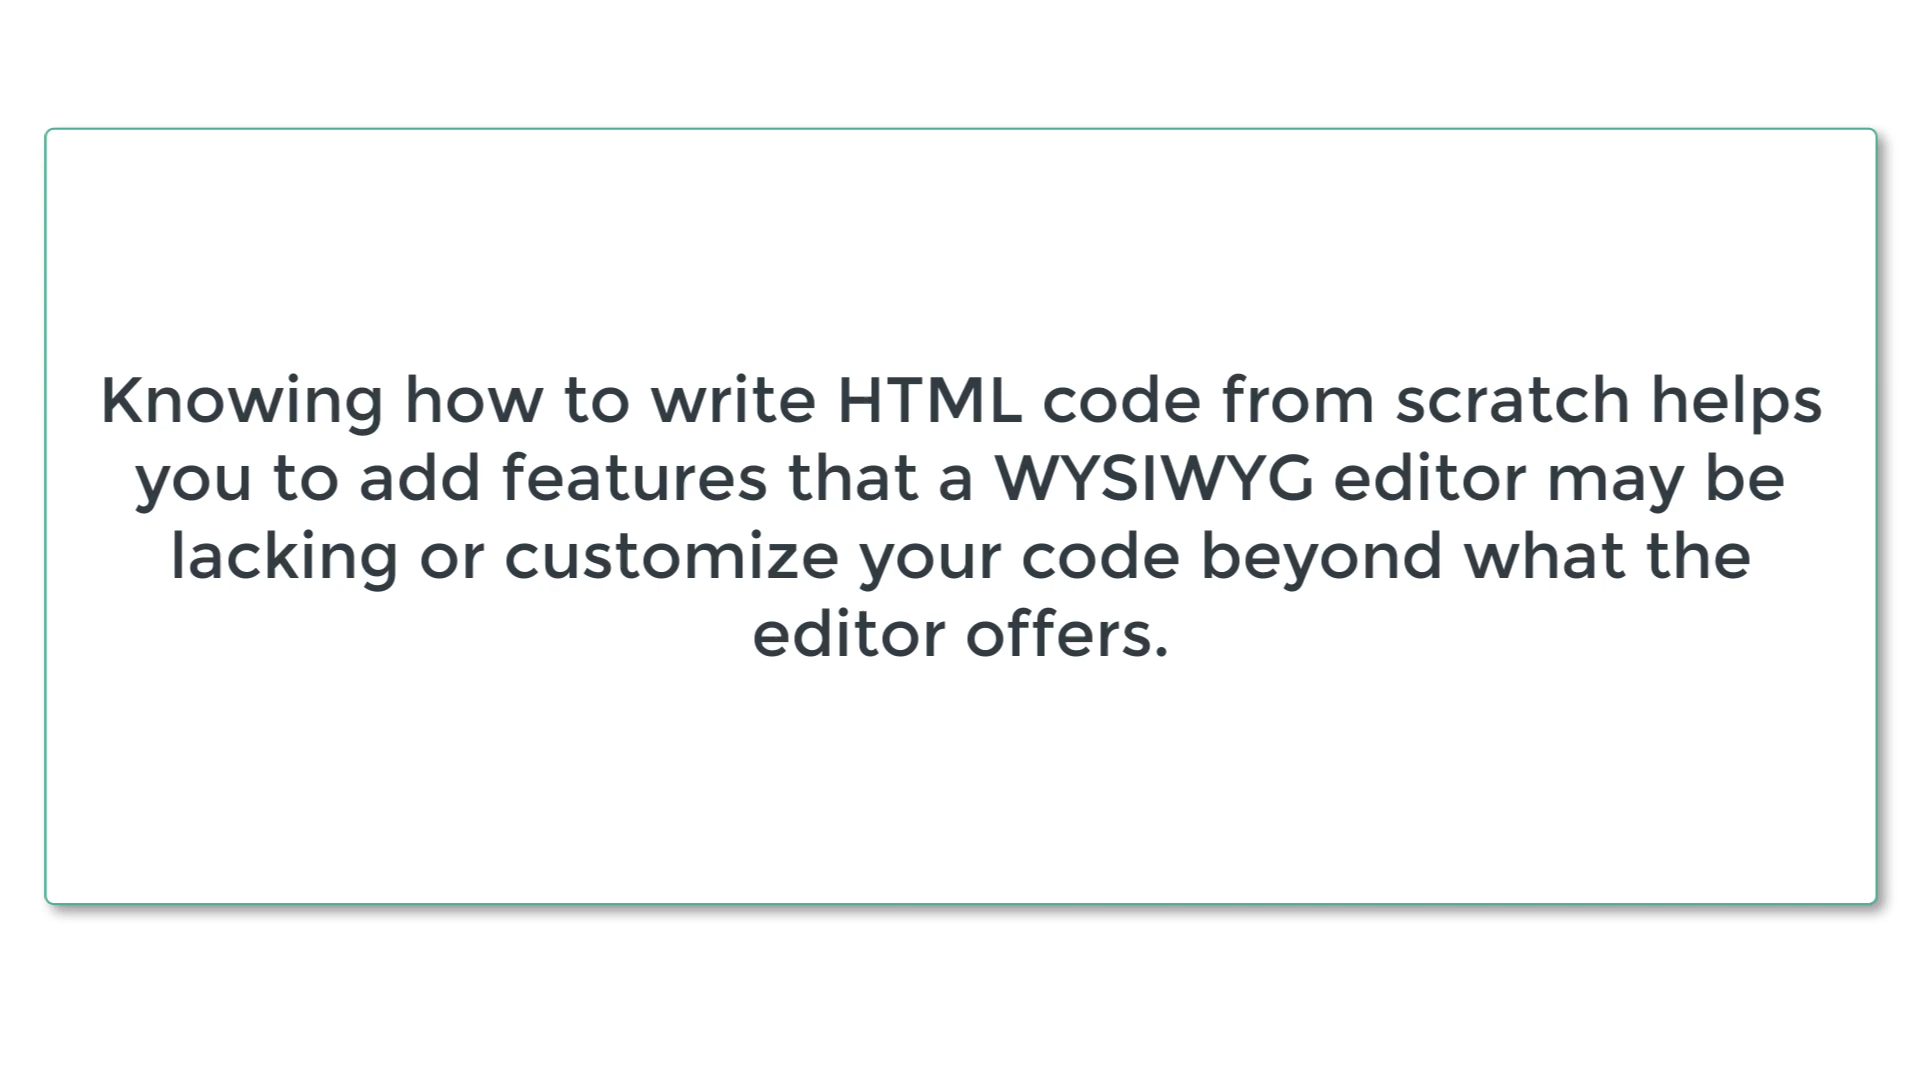 Knowing how to write HTML code from scratch helps
you to add features that a WYSIWYG editor may be
lacking or customize your code beyond what the
editor offers.